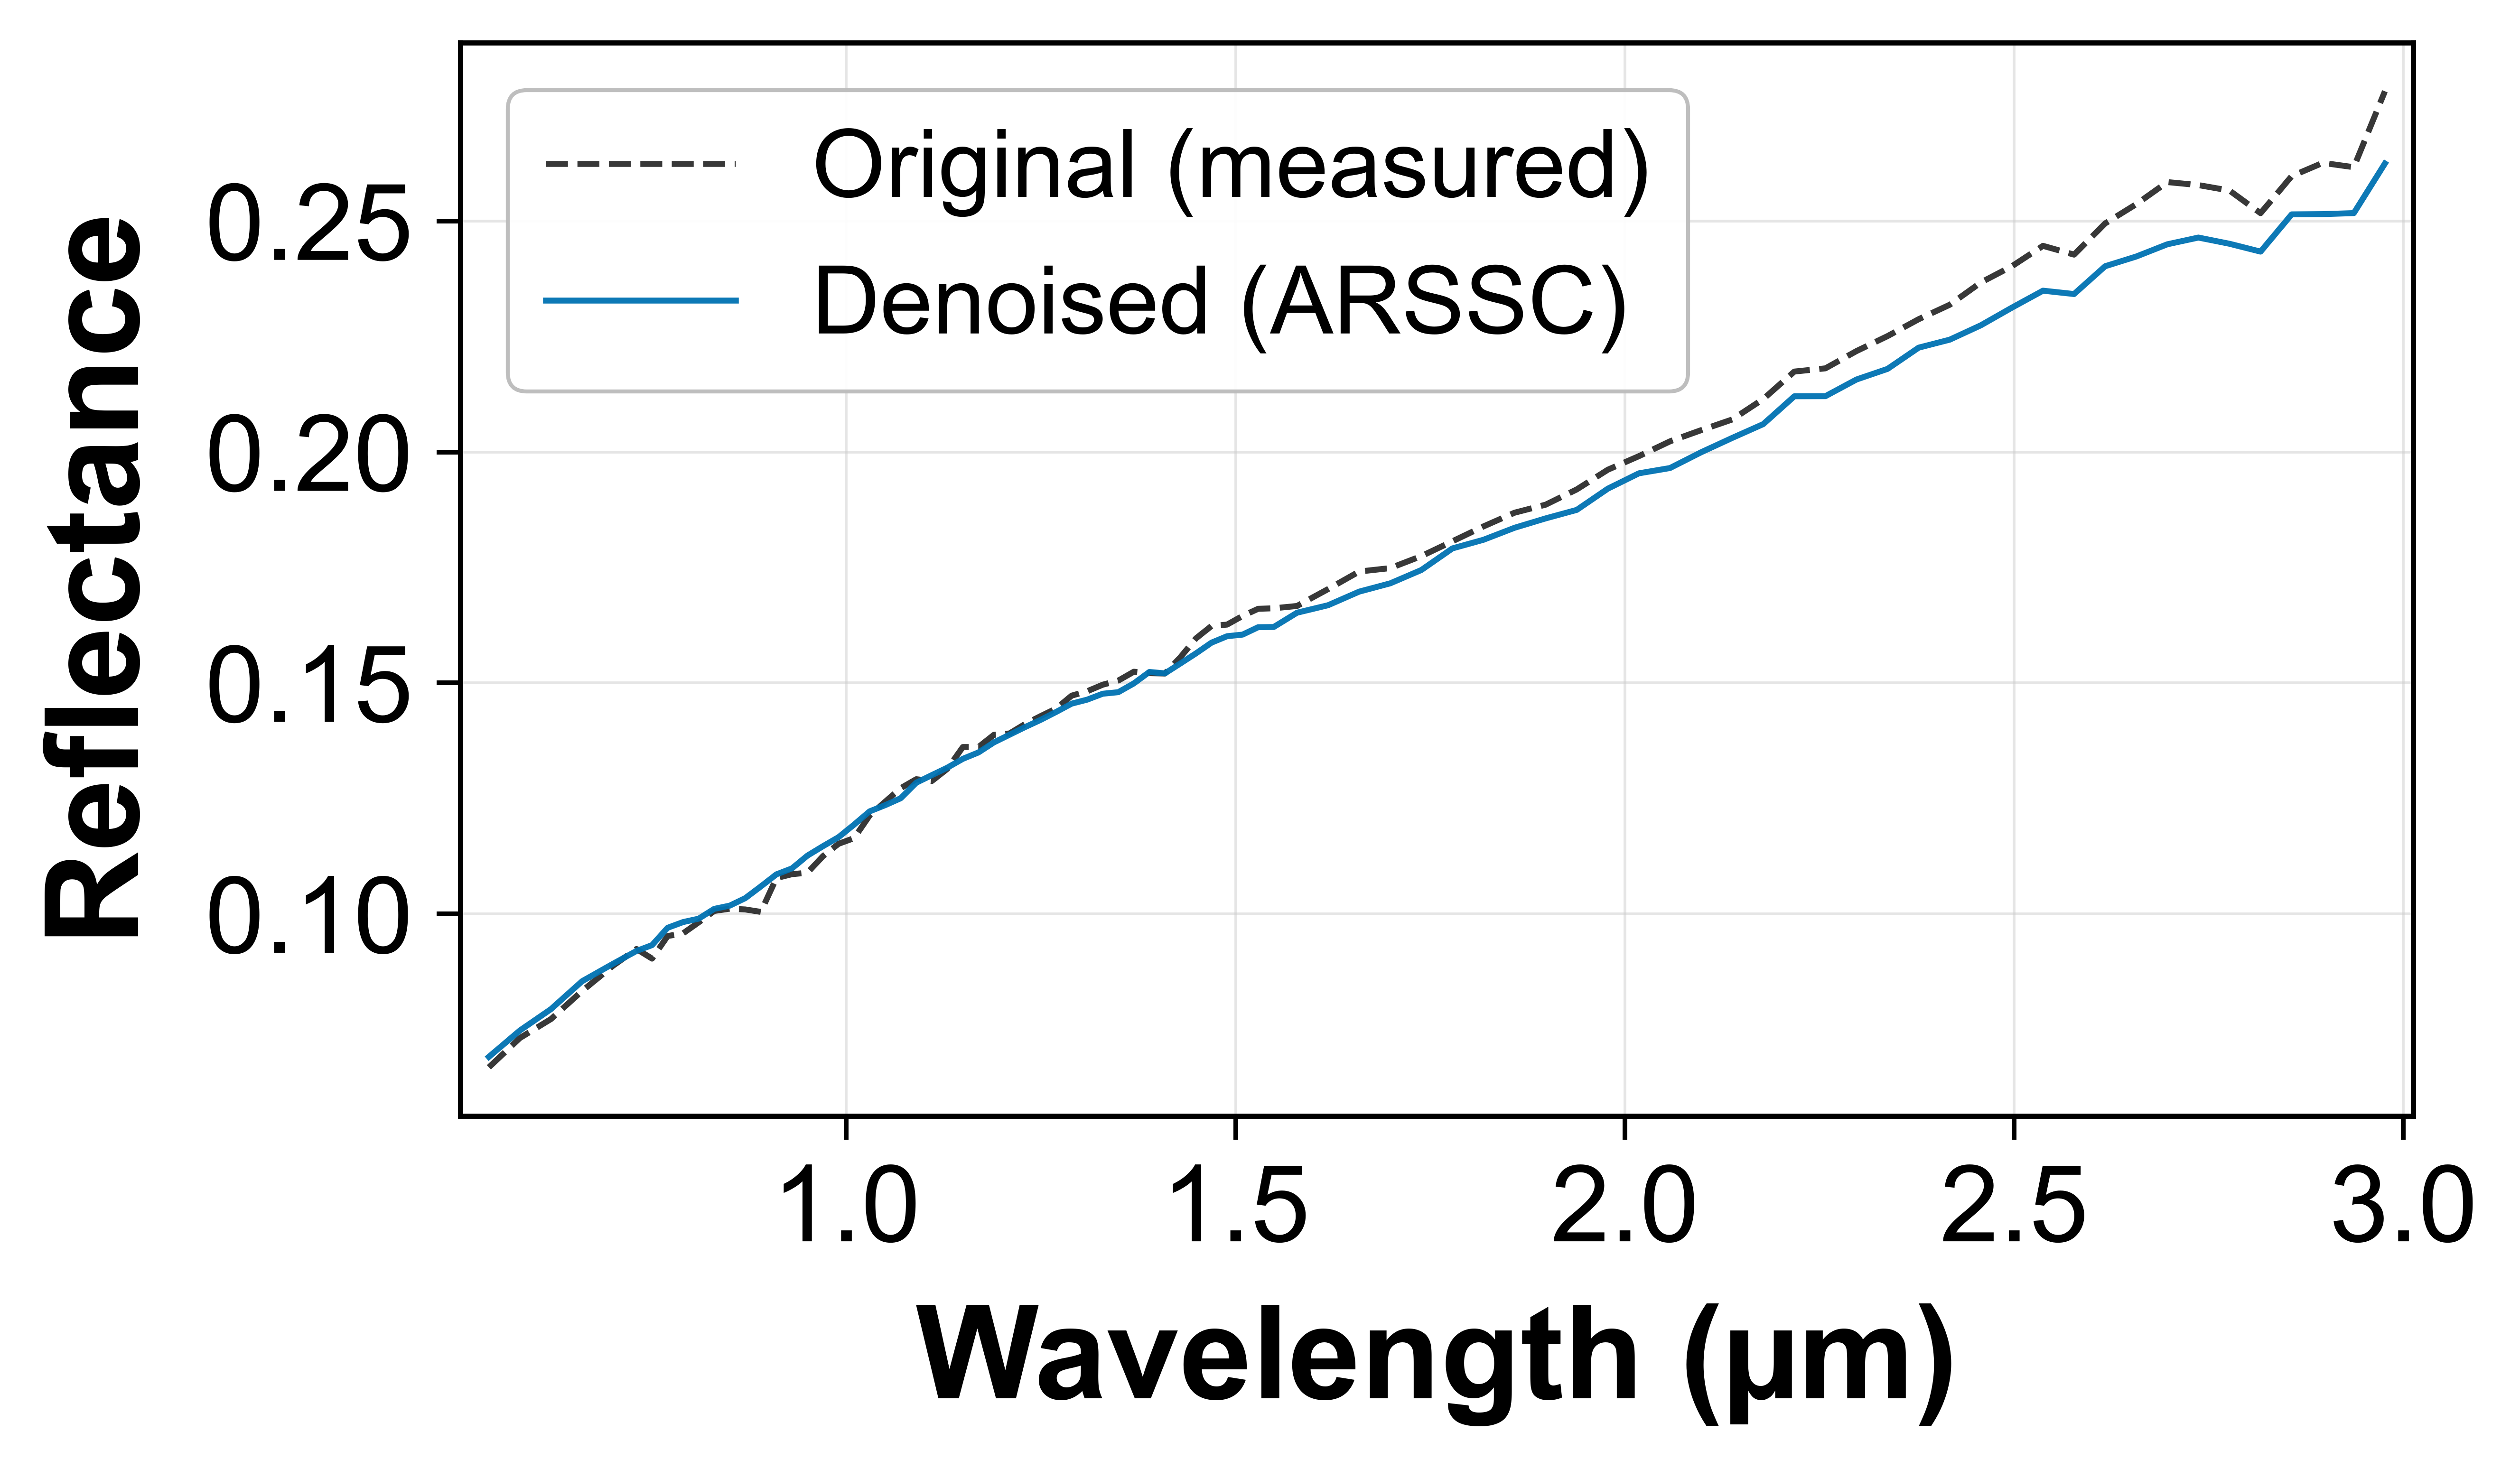 Original (measured)
Denoised (ARSSC)
Reflectance
0.25
0.20
0.15
0.10
1.0 1.5 2.0 2.5 3.0
Wavelength (μm)